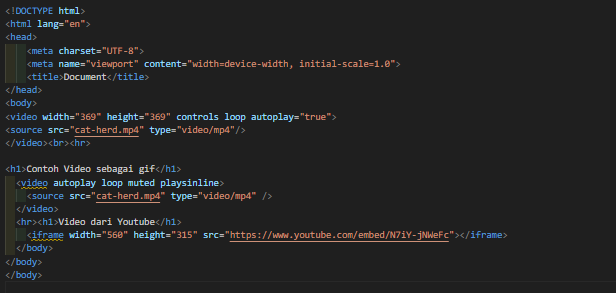 <!DOCTYPE html>
<html lang="en">
<head>
<meta charset="UTF-8">
<meta name="viewport" content="width=device-width, initial-scale=1.0">
<title>Document</title>
</head>
<body>
<video width="369" height="369" controls loop autoplay="true">
<source src="cat-herd.mp4" type="video/mp4"/>
</video><br><hr>
<h1>Contoh Video sebagai gif</h1>
<video autoplay loop muted playsinline>
<source src="cat-herd.mp4" type="video/mp4" />
</video>
<hr><h1>Video dari Youtube</h1>
<iframe width="560" height="315" src="https://www.youtube.com/embed/N7iY-jNWeFc"></iframe>
</body>
</body>
</body>